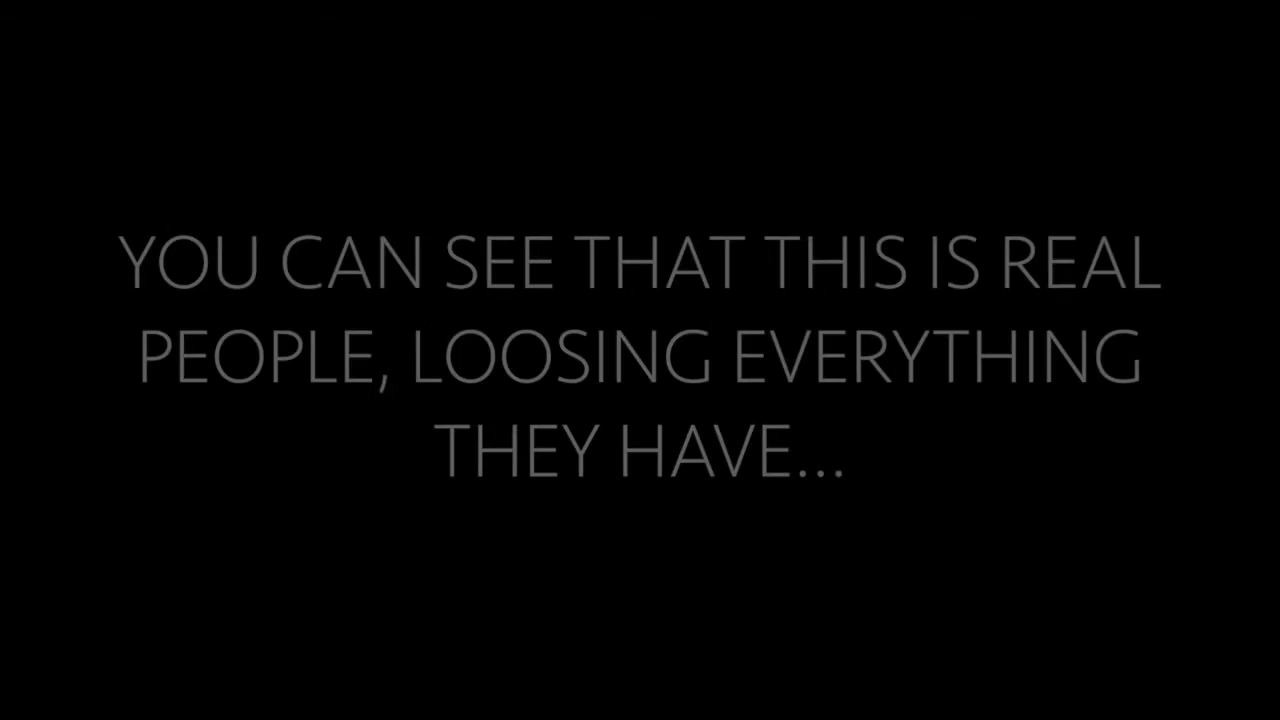 YOU CAN SEE THAT THIS IS REAL
PEOPLE, LOOSING EVERYTHING
THEY HAVE...